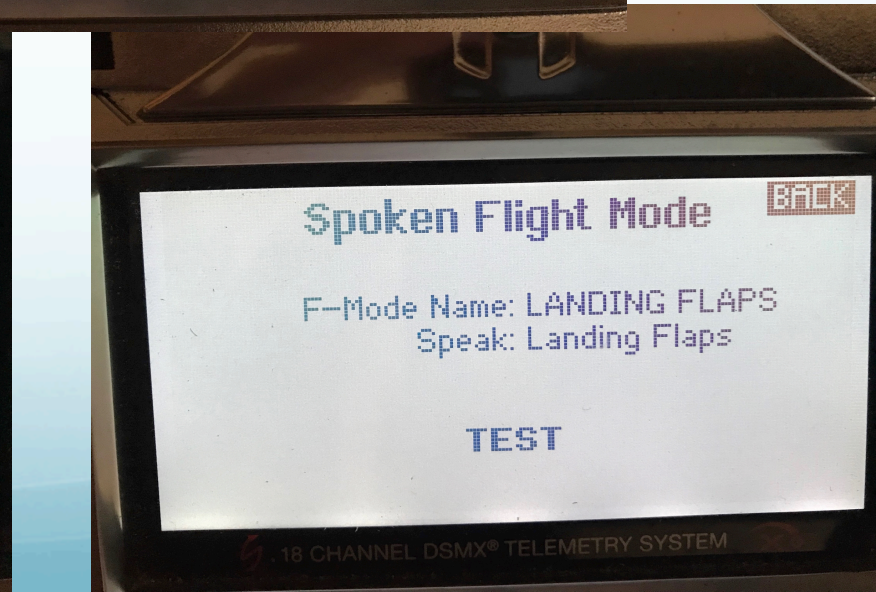 Spoken Flight Mode
BACK
F-Mode Name: LANDING FLAPS
Speak: Landing Flaps
TEST
18 CHANNEL DSMX® TELEMETRY SYSTEM